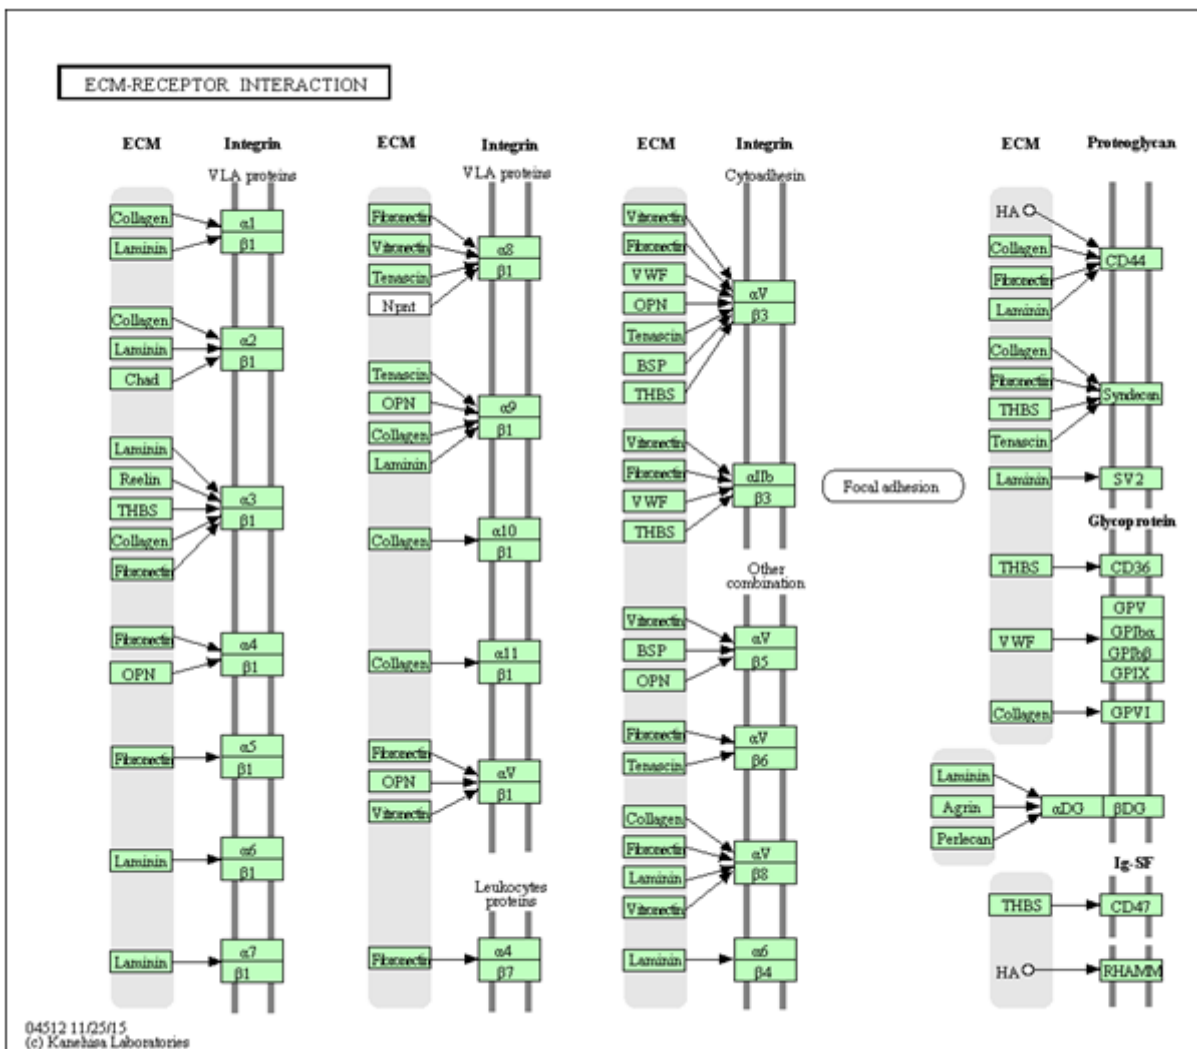 ECM-RECEPTOR INTERACTION
ECM
Integrin
VLA proteins
Collagen
Laminin
α1
β1
Collagen
Laminin
Chad
α2
β1
Laminin
Reelin
THBS
Collagen
Fibronectin
α3
β1
Fibronectin
OPN
α4
β1
Fibronectin
α5
β1
Laminin
α6
β1
Laminin
α7
β1
ECM
Integrin
VLA proteins
Fibronectin
Vitronectin
Tenascin
Npnt
α8
β1
Tenascin
OPN
Collagen
Laminin
α9
β1
Collagen
α10
β1
Collagen
α11
β1
Fibronectin
OPN
Vitronectin
αV
β1
Leukocytes
proteins
Fibronectin
α4
β7
ECM
Integrin
Cytoadhesin
Vitronectin
Fibronectin
VWF
OPN
Tenascin
BSP
THBS
αV
β3
Vitronectin
Fibronectin
VWF
THBS
αIIb
β3
Other
combination
Vitronectin
BSP
OPN
αV
β5
Fibronectin
Tenascin
αV
β6
Collagen
Fibronectin
Laminin
Vitronectin
αV
β8
Laminin
α6
β4
Focal adhesion
ECM
Proteoglycan
HA
Collagen
Fibronectin
Laminin
CD44
Collagen
Fibronectin
THBS
Tenascin
Syndecan
Laminin
SV2
Glycoprotein
THBS
CD36
VWF
GPV
GPIbα
GPIbβ
GPIX
Collagen
GPVI
Laminin
Agrin
Perlecan
αDG
βDG
Ig-SF
THBS
CD47
HA
RHAMM
04512 11/25/15
(c) Kanehisa Laboratories